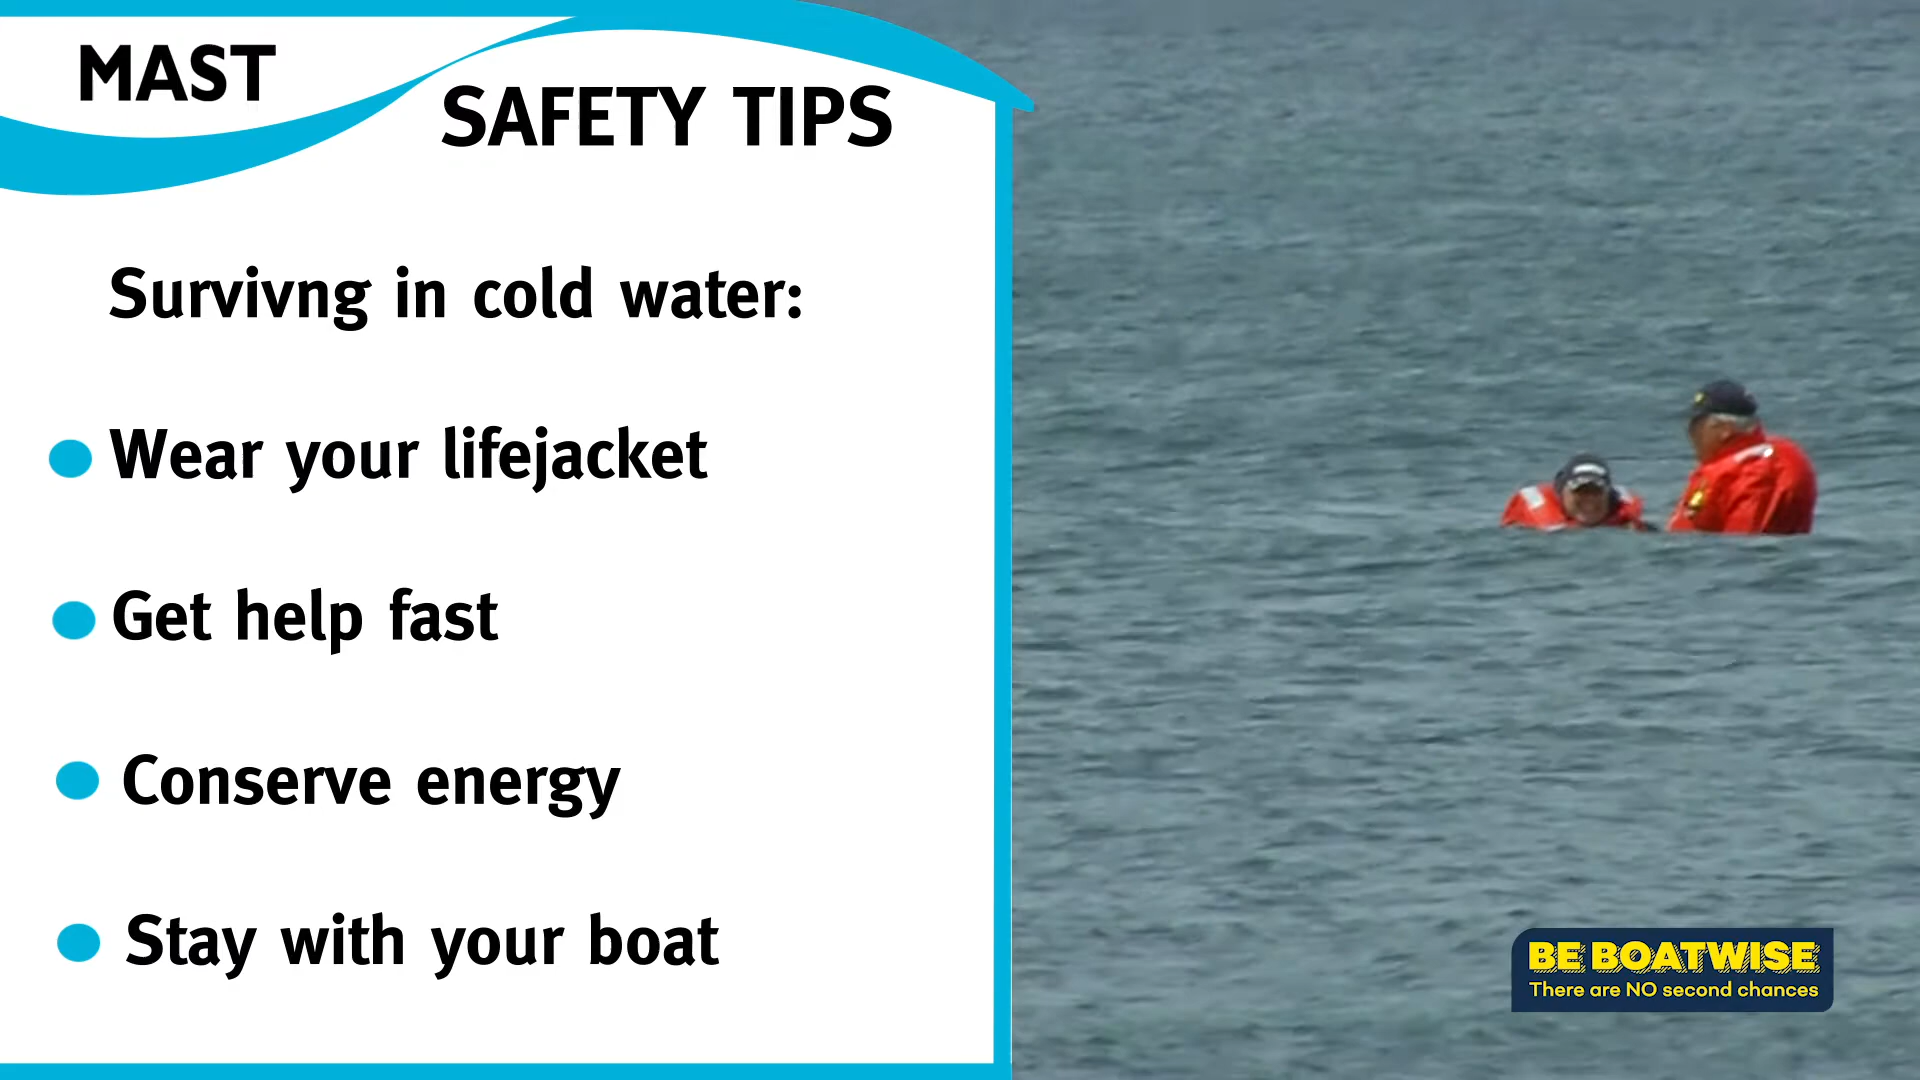 MAST
SAFETY TIPS
Survivng in cold water:
Wear your lifejacket
Get help fast
Conserve energy
Stay with your boat
BE BOATWISE
There are NO second chances